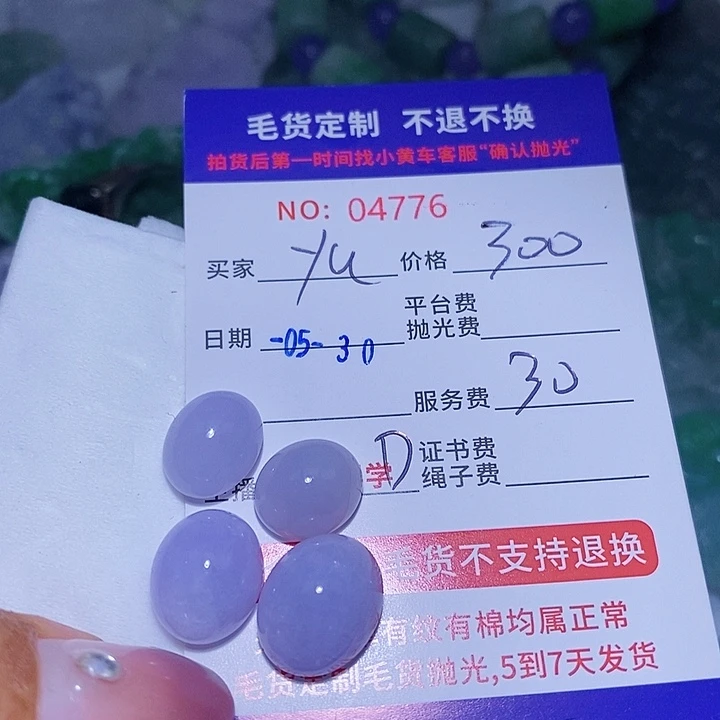 毛货定制 不退不换
拍货后第一时间找小黄车客服“确认抛光”
NO: 04776
买家 yu 价格 300
平台费
日期 -05-30 抛光费
服务费 30
主播 学D 证书费
绳子费
毛货不支持退换
有纹有棉均属正常
毛货定制毛货抛光,5到7天发货